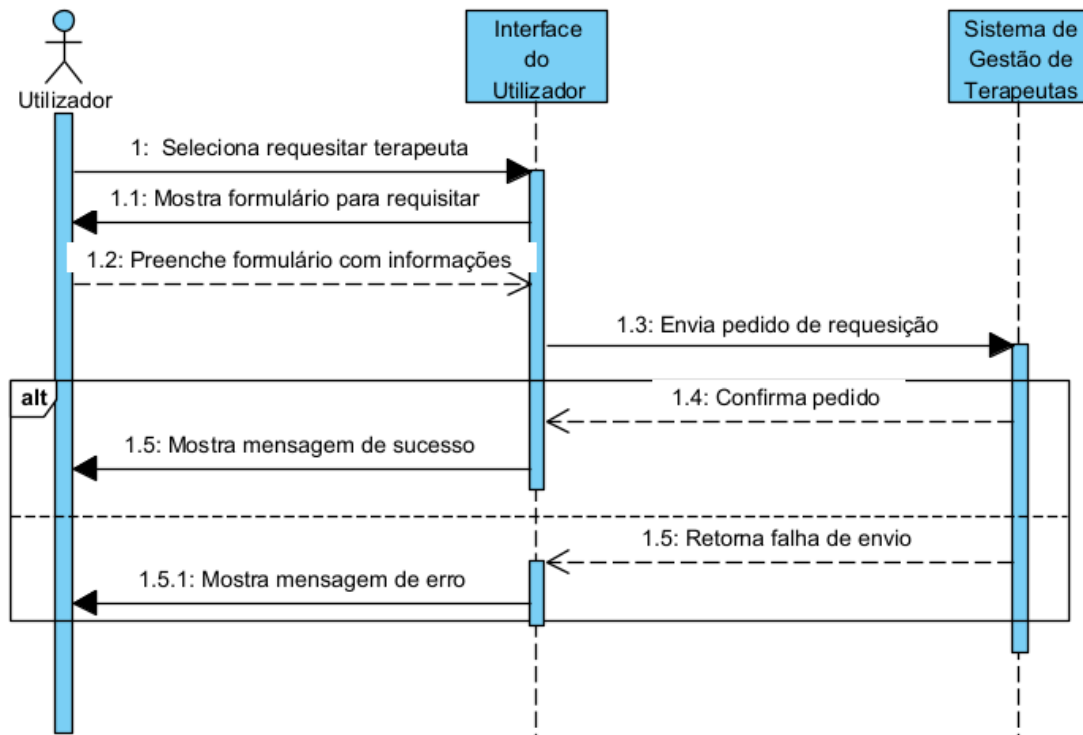 Utilizador
Interface
do
Utilizador
Sistema de
Gestão de
Terapeutas
1: Seleciona requesitar terapeuta
1.1: Mostra formulário para requisitar
1.2: Preenche formulário com informações
1.3: Envia pedido de requesição
alt
1.4: Confirma pedido
1.5: Mostra mensagem de sucesso
1.5: Retorna falha de envio
1.5.1: Mostra mensagem de erro